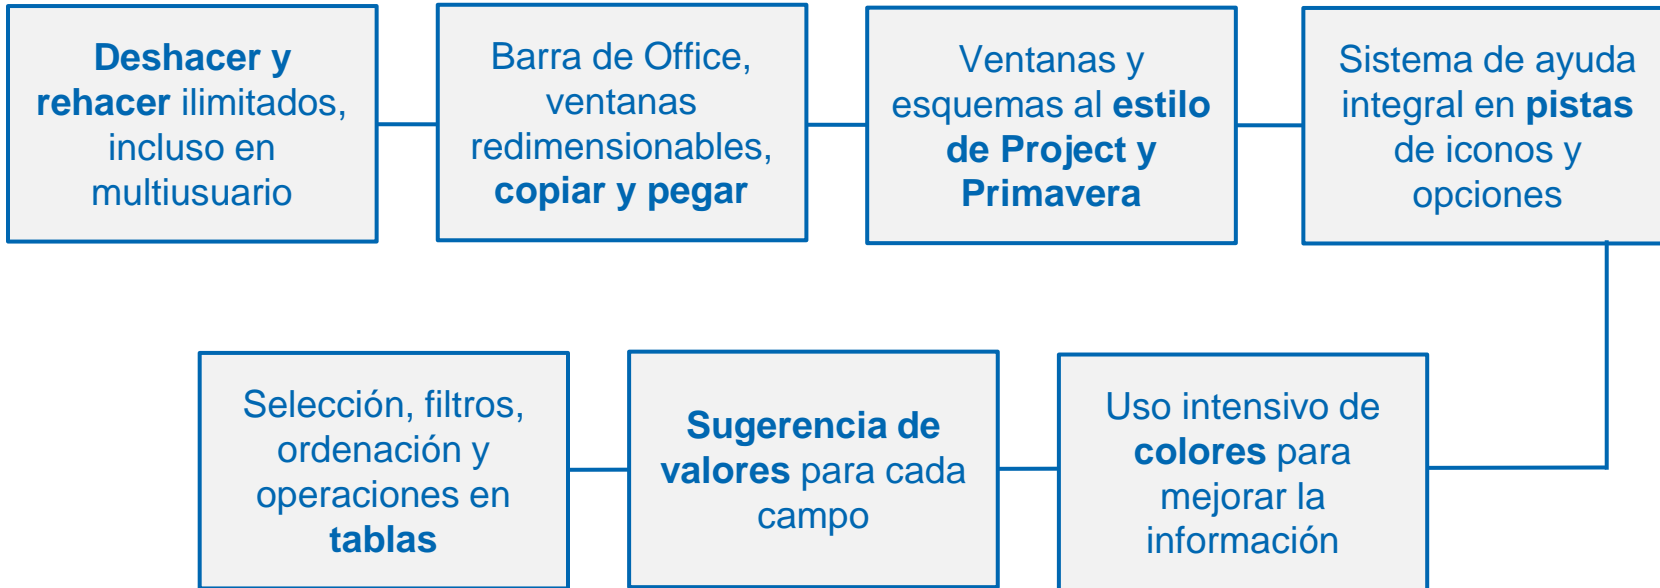 Deshacer y
rehacer ilimitados,
incluso en
multiusuario
Barra de Office,
ventanas
redimensionables,
copiar y pegar
Ventanas y
esquemas al estilo
de Project y
Primavera
Sistema de ayuda
integral en pistas
de iconos y
opciones
Selección, filtros,
ordenación y
operaciones en
tablas
Sugerencia de
valores para cada
campo
Uso intensivo de
colores para
mejorar la
información